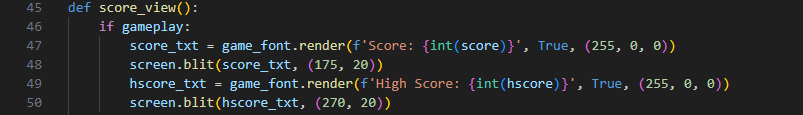 45 def score_view():
46     if gameplay:
47         score_txt = game_font.render(f'Score: {int(score)}', True, (255, 0, 0))
48         screen.blit(score_txt, (175, 20))
49         hscore_txt = game_font.render(f'High Score: {int(hscore)}', True, (255, 0, 0))
50         screen.blit(hscore_txt, (270, 20))